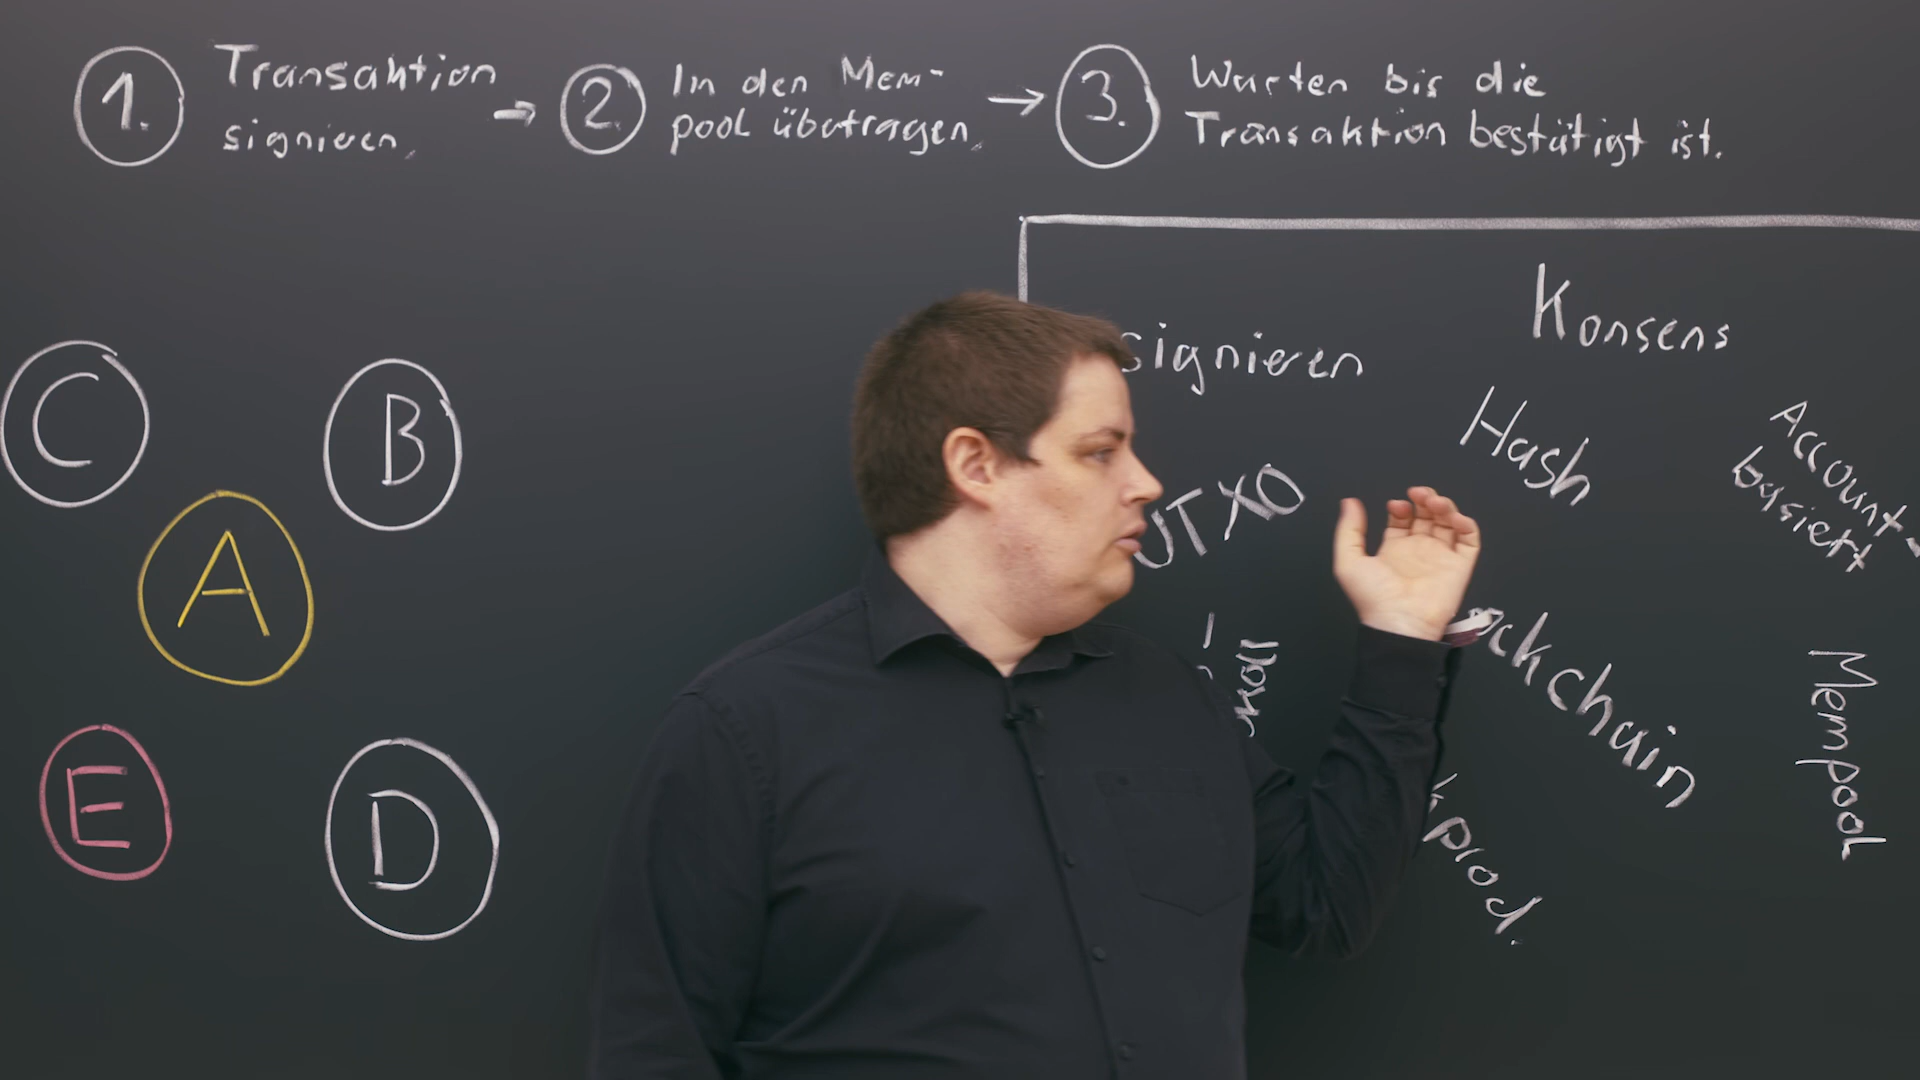 1. Transaktion
signieren.
2. In den Mem-
pool übertragen.
3. Warten bis die
Transaktion bestätigt ist.
Konsens
signieren
Hash
Account-
basiert
UTXO
C
B
A
E
D
ckchain
Mempool
prod.